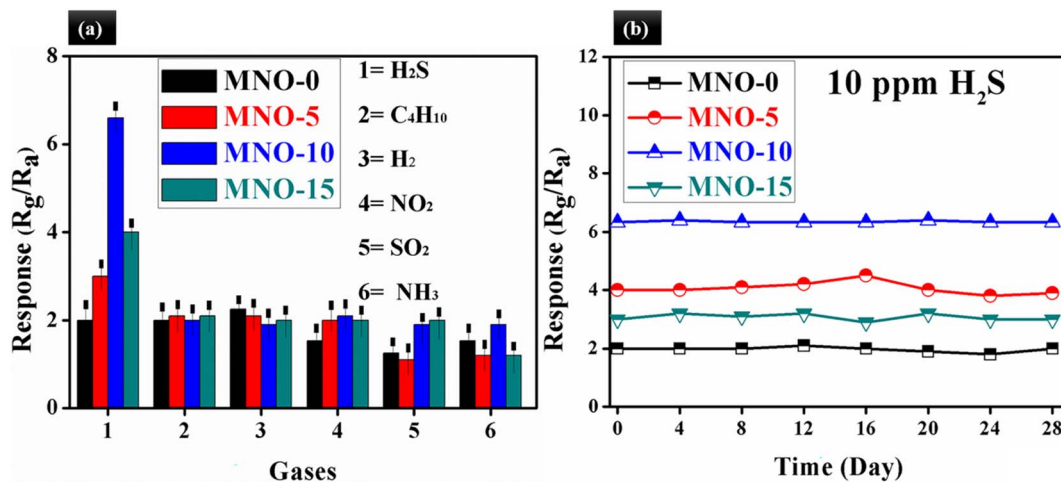 (a)
8
6
4
2
0
Response (Rg/Ra)
MNO-0
MNO-5
MNO-10
MNO-15
1= H₂S
2= C₄H₁₀
3= H₂
4= NO₂
5= SO₂
6= NH₃
1 2 3 4 5 6
Gases
(b)
12
10
8
6
4
2
0
Response (Rg/Ra)
MNO-0
MNO-5
MNO-10
MNO-15
10 ppm H₂S
0 4 8 12 16 20 24 28
Time (Day)